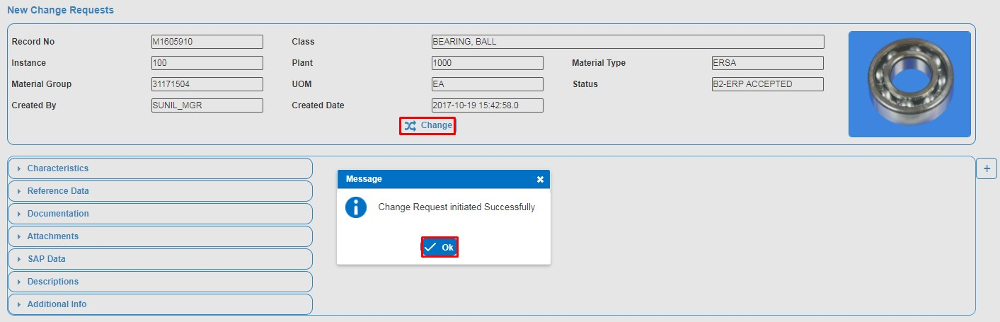 New Change Requests
Record No M1605910 Class BEARING, BALL
Instance 100 Plant 1000 Material Type ERSA
Material Group 31171504 UOM EA Status B2-ERP ACCEPTED
Created By SUNIL_MGR Created Date 2017-10-19 15:42:58.0
Change
Characteristics
Reference Data
Documentation
Attachments
SAP Data
Descriptions
Additional Info
Message
Change Request initiated Successfully
Ok
+